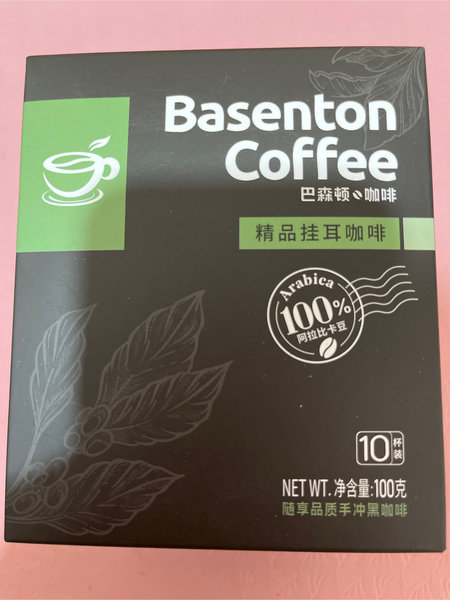 Basenton
Coffee
巴森顿咖啡
精品挂耳咖啡
Arabica
100%
阿拉比卡豆
10杯装
NET WT. 净含量:100克
随享品质手冲黑咖啡